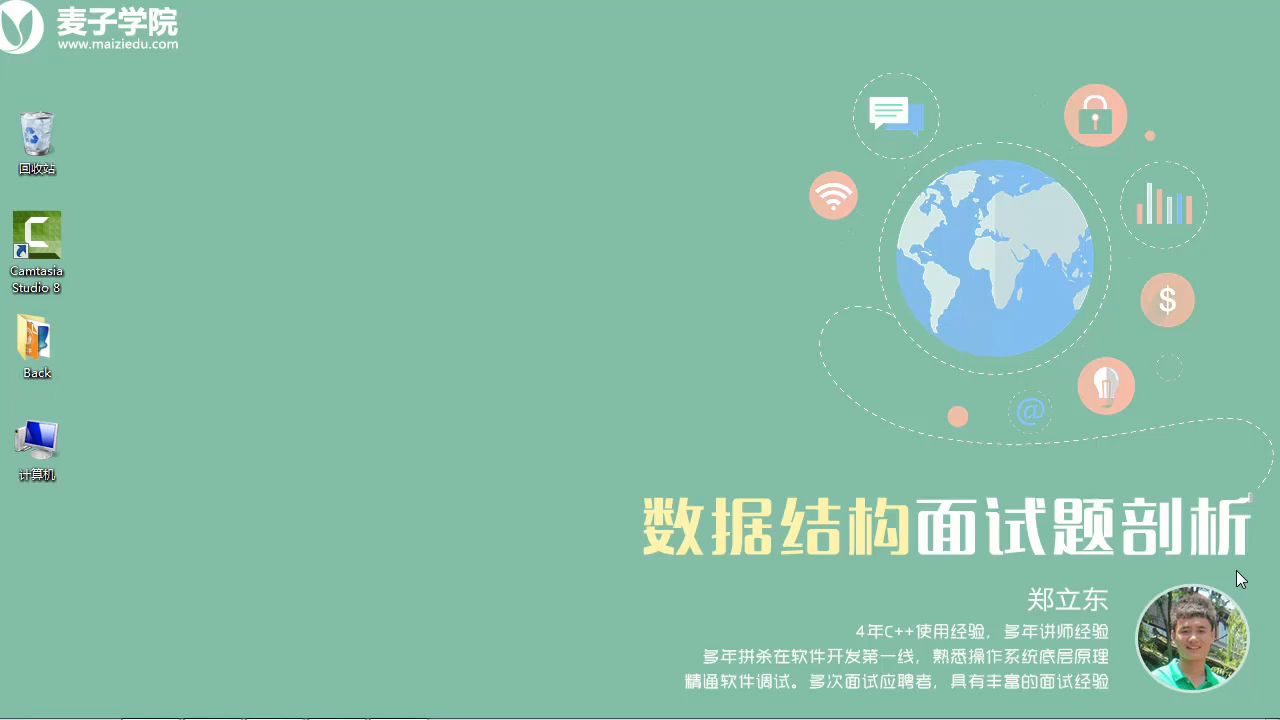 麦子学院
www.maiziedu.com
回收站
Camtasia
Studio 8
Back
计算机
$
@
数据结构面试题剖析
郑立东
4年C++使用经验，多年讲师经验
多年拼杀在软件开发第一线，熟悉操作系统底层原理
精通软件调试。多次面试应聘者，具有丰富的面试经验